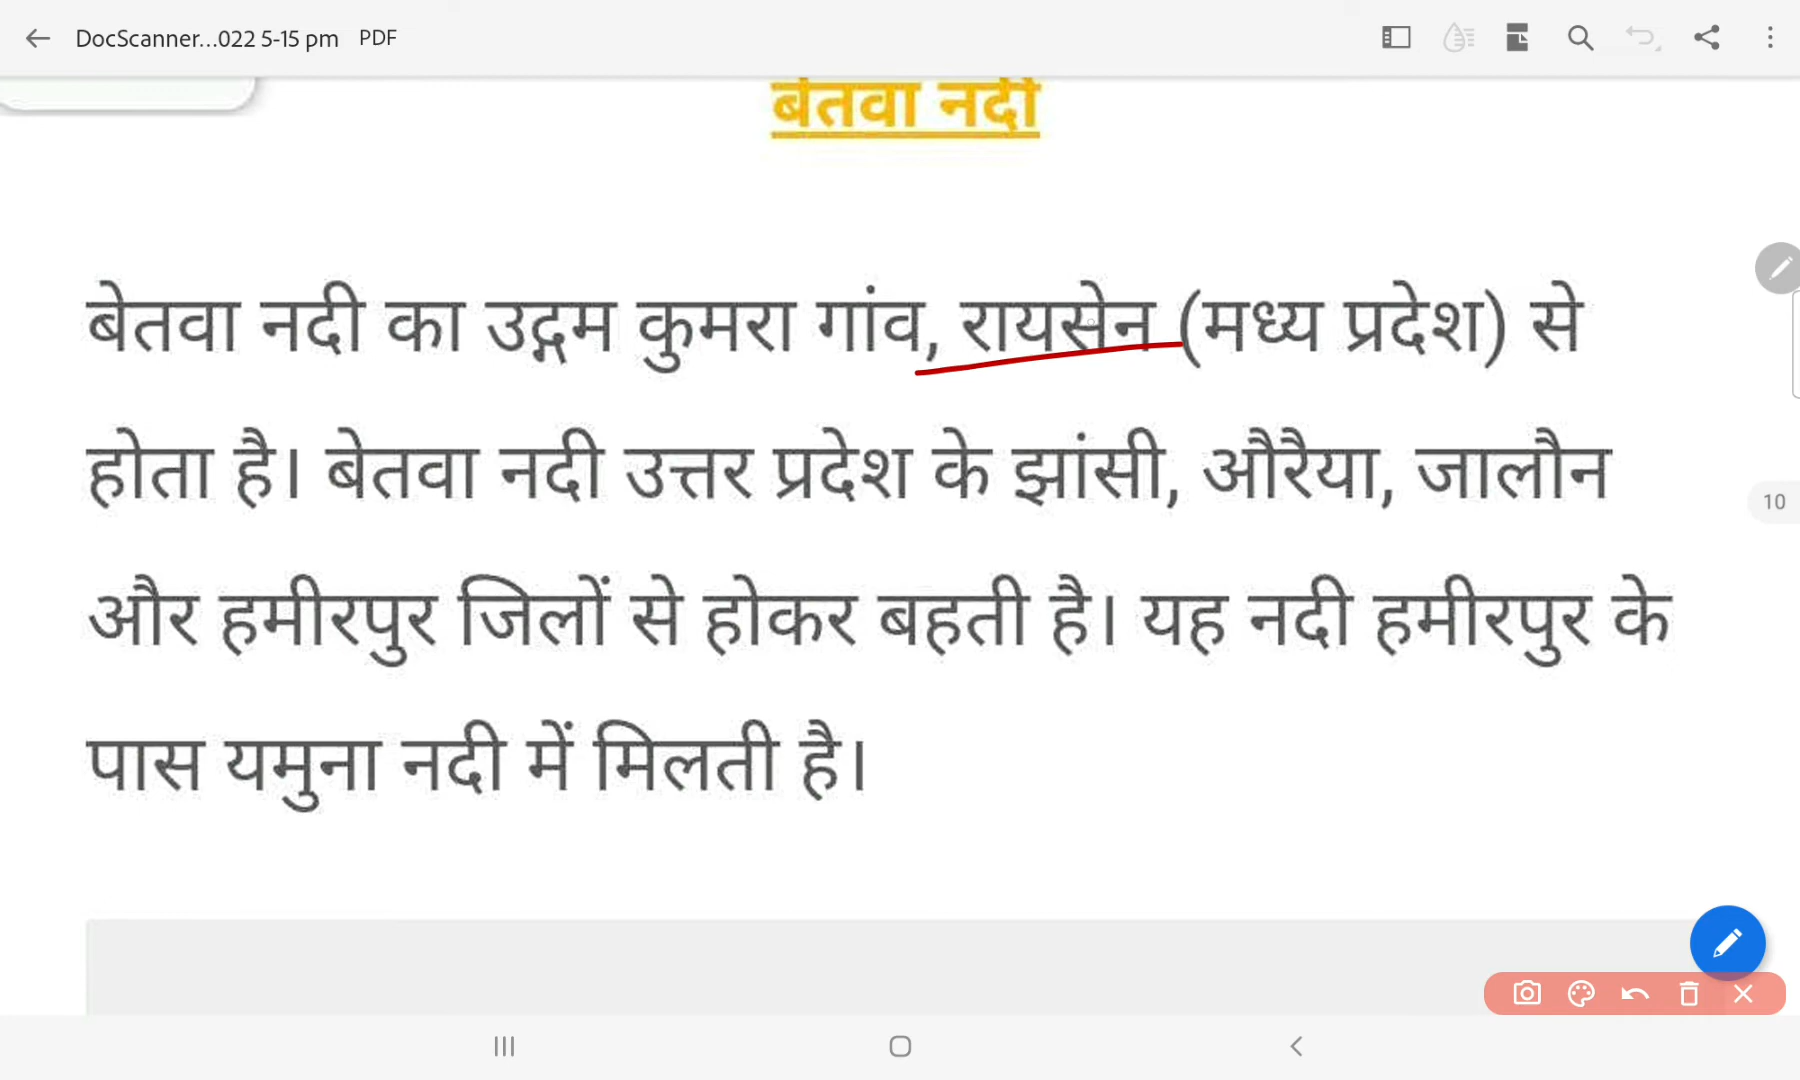 DocScanner...022 5-15 pm PDF
बेतवा नदी
बेतवा नदी का उद्गम कुमरा गांव, रायसेन (मध्य प्रदेश) से
होता है। बेतवा नदी उत्तर प्रदेश के झांसी, औरैया, जालौन
और हमीरपुर जिलों से होकर बहती है। यह नदी हमीरपुर के
पास यमुना नदी में मिलती है।
10